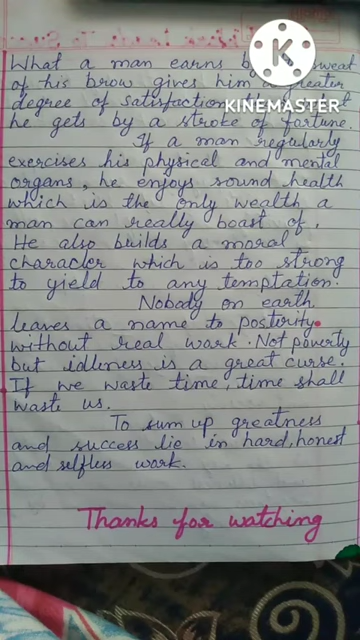 What a man earns by sweat
of his brow gives him greater
degree of satisfaction
KINEMASTER
he gets by a stroke of fortune.
If a man regularly
exercises his physical and mental
organs, he enjoys sound health
which is the only wealth a
man can really boast of.
He also builds a moral
character which is too strong
to yield to any temptation.
Nobody on earth
leaves a name to posterity
without real work. Not poverty
but idleness is a great curse.
If we waste time, time shall
waste us.
To sum up greatness
and success lie in hard, honest
and selfless work.
Thanks for watching